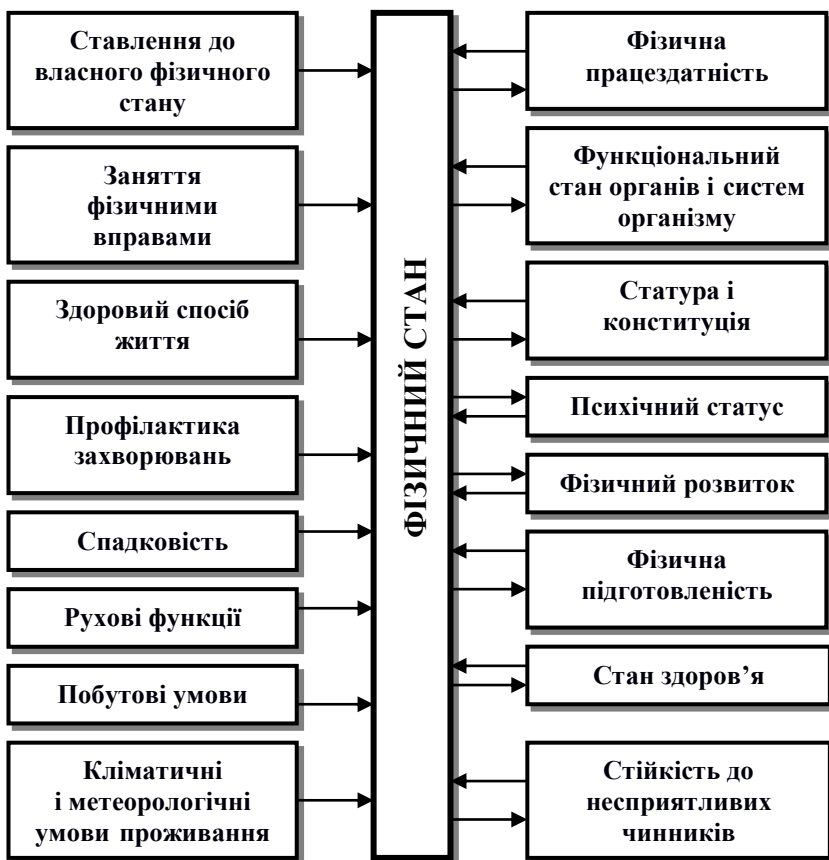 Ставлення до
власного фізичного
стану
Заняття
фізичними
вправами
Здоровий спосіб
життя
Профілактика
захворювань
Спадковість
Рухові функції
Побутові умови
Кліматичні
і метеорологічні
умови проживання
ФІЗИЧНИЙ СТАН
Фізична
працездатність
Функціональний
стан органів і систем
організму
Статура і
конституція
Психічний статус
Фізичний розвиток
Фізична
підготовленість
Стан здоров’я
Стійкість до
несприятливих
чинників